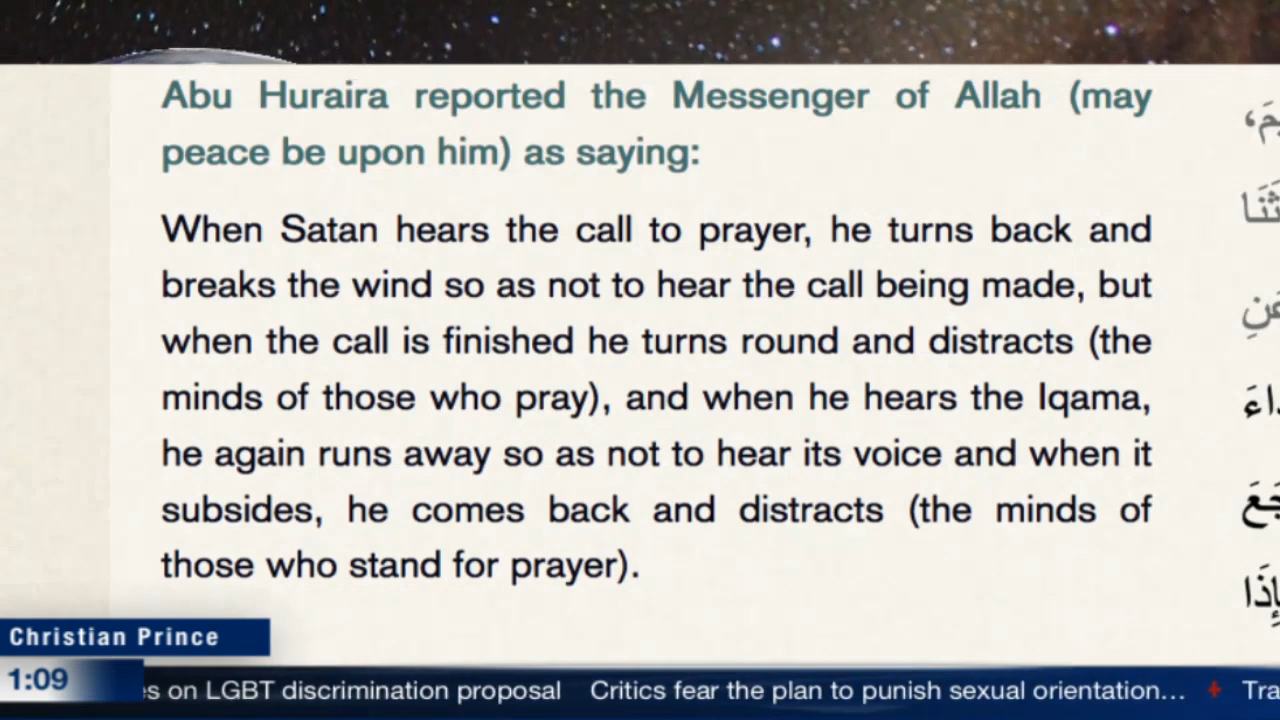 Abu Huraira reported the Messenger of Allah (may
peace be upon him) as saying:
When Satan hears the call to prayer, he turns back and
breaks the wind so as not to hear the call being made, but
when the call is finished he turns round and distracts (the
minds of those who pray), and when he hears the Iqama,
he again runs away so as not to hear its voice and when it
subsides, he comes back and distracts (the minds of
those who stand for prayer).
Christian Prince
1:09
es on LGBT discrimination proposal Critics fear the plan to punish sexual orientation... Tra